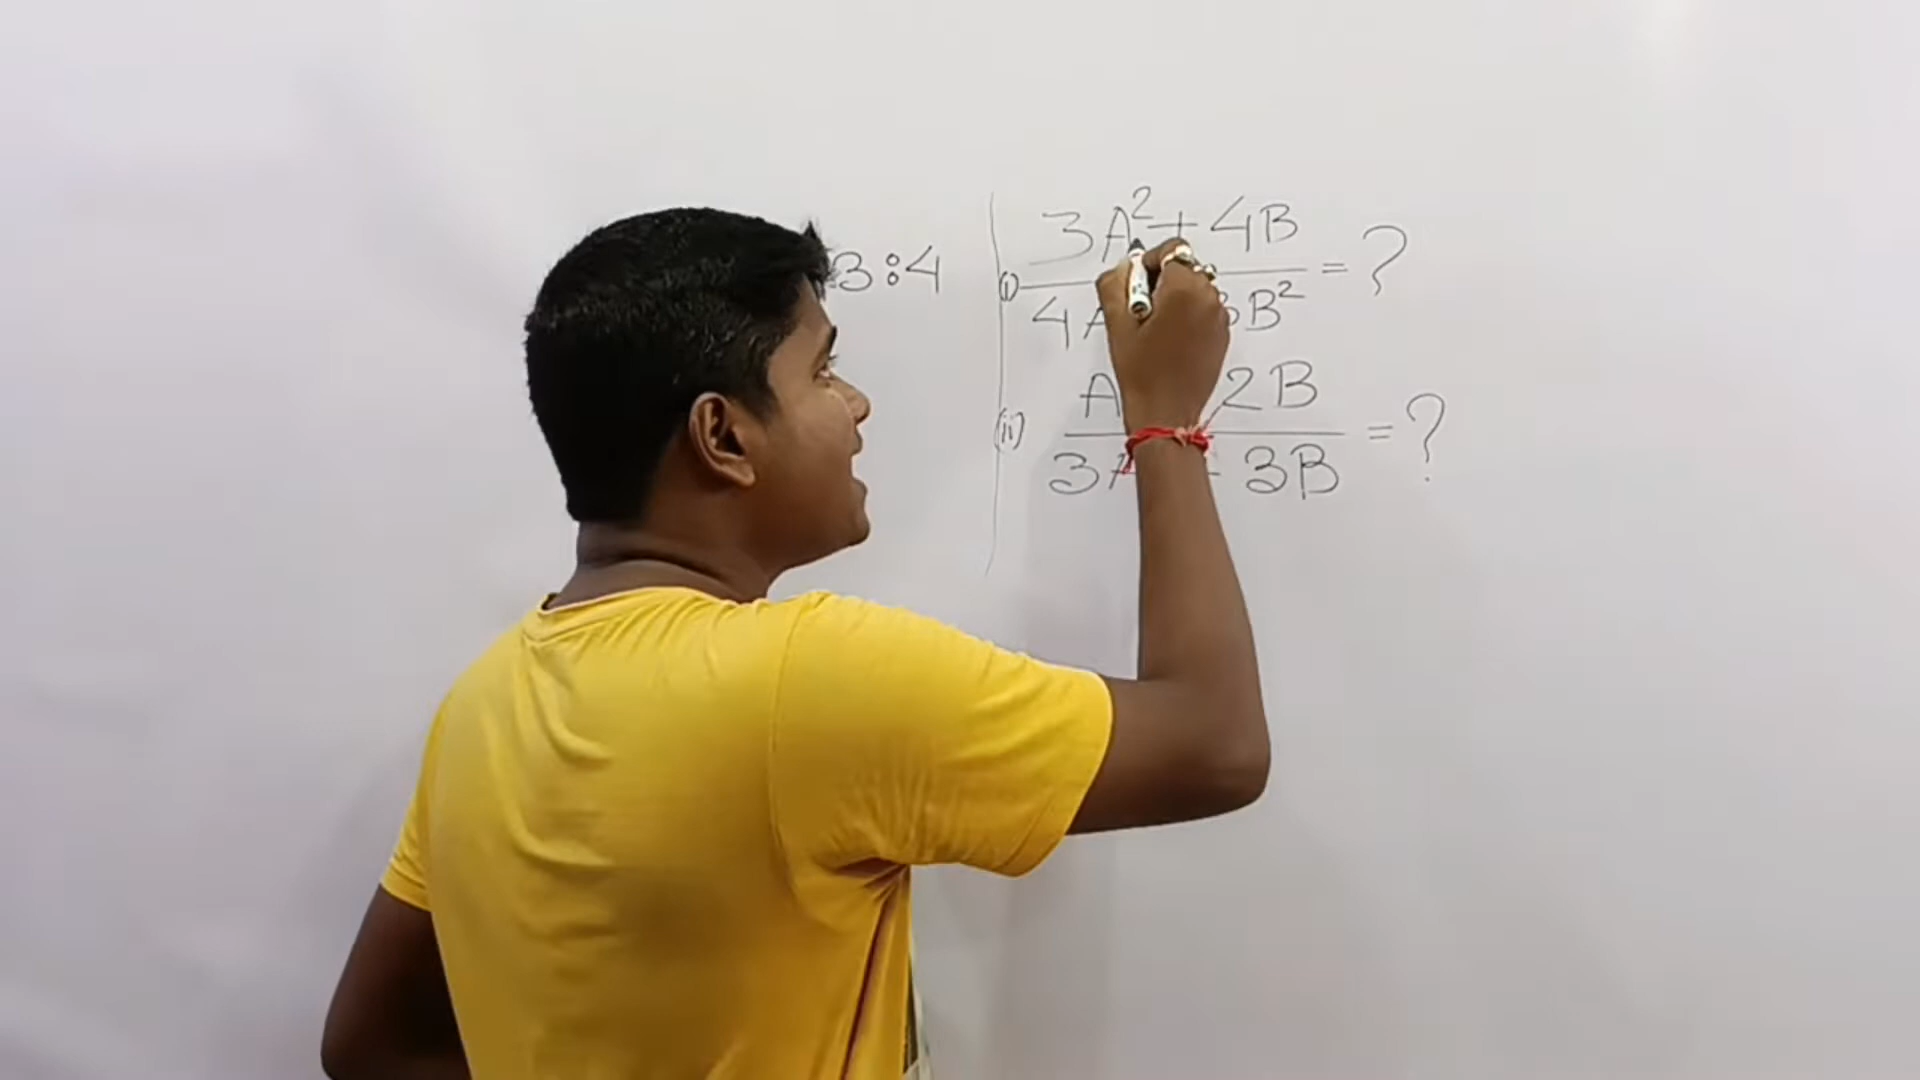 3:4
(i) 3A²+ 4B = ?
4A 3B²
(ii) A 2B = ?
3A - 3B